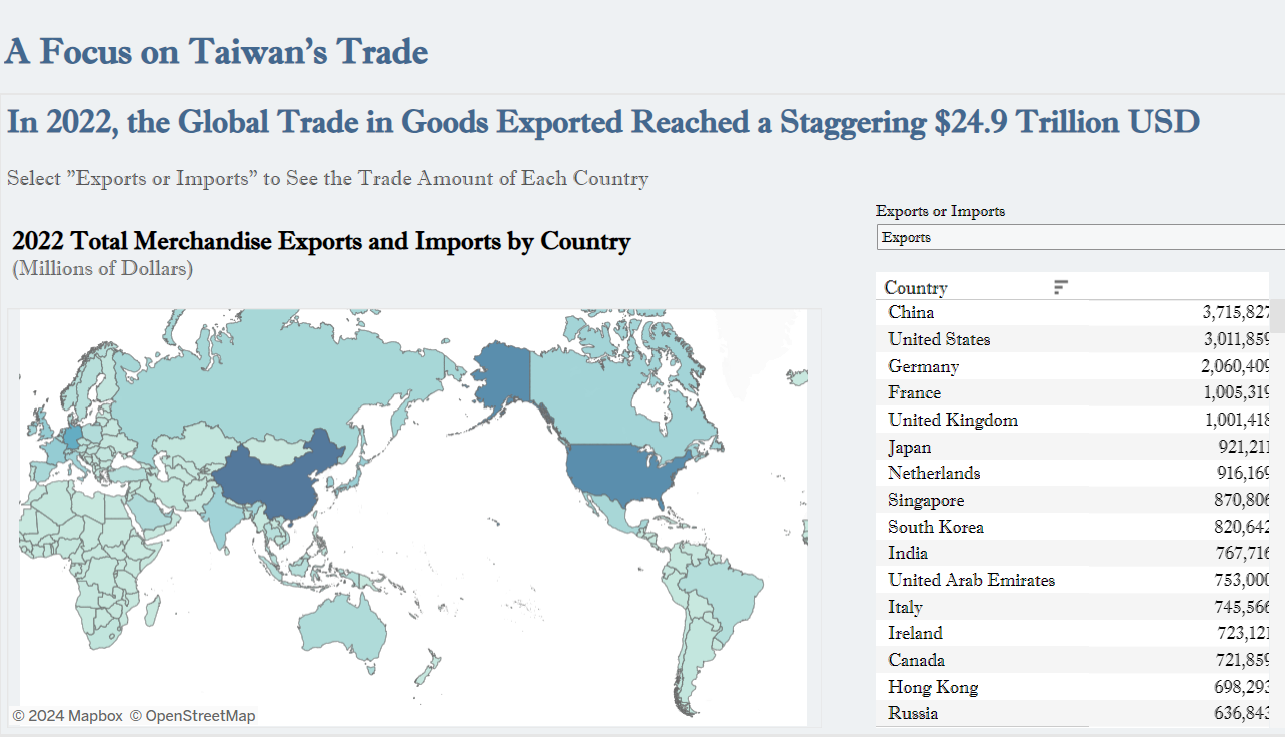 A Focus on Taiwan’s Trade
In 2022, the Global Trade in Goods Exported Reached a Staggering $24.9 Trillion USD
Select ”Exports or Imports” to See the Trade Amount of Each Country
Exports or Imports
Exports
2022 Total Merchandise Exports and Imports by Country
(Millions of Dollars)
Country
China 3,715,827
United States 3,011,859
Germany 2,060,409
France 1,005,319
United Kingdom 1,001,418
Japan 921,211
Netherlands 916,169
Singapore 870,806
South Korea 820,642
India 767,716
United Arab Emirates 753,000
Italy 745,566
Ireland 723,121
Canada 721,859
Hong Kong 698,293
Russia 636,843
© 2024 Mapbox © OpenStreetMap